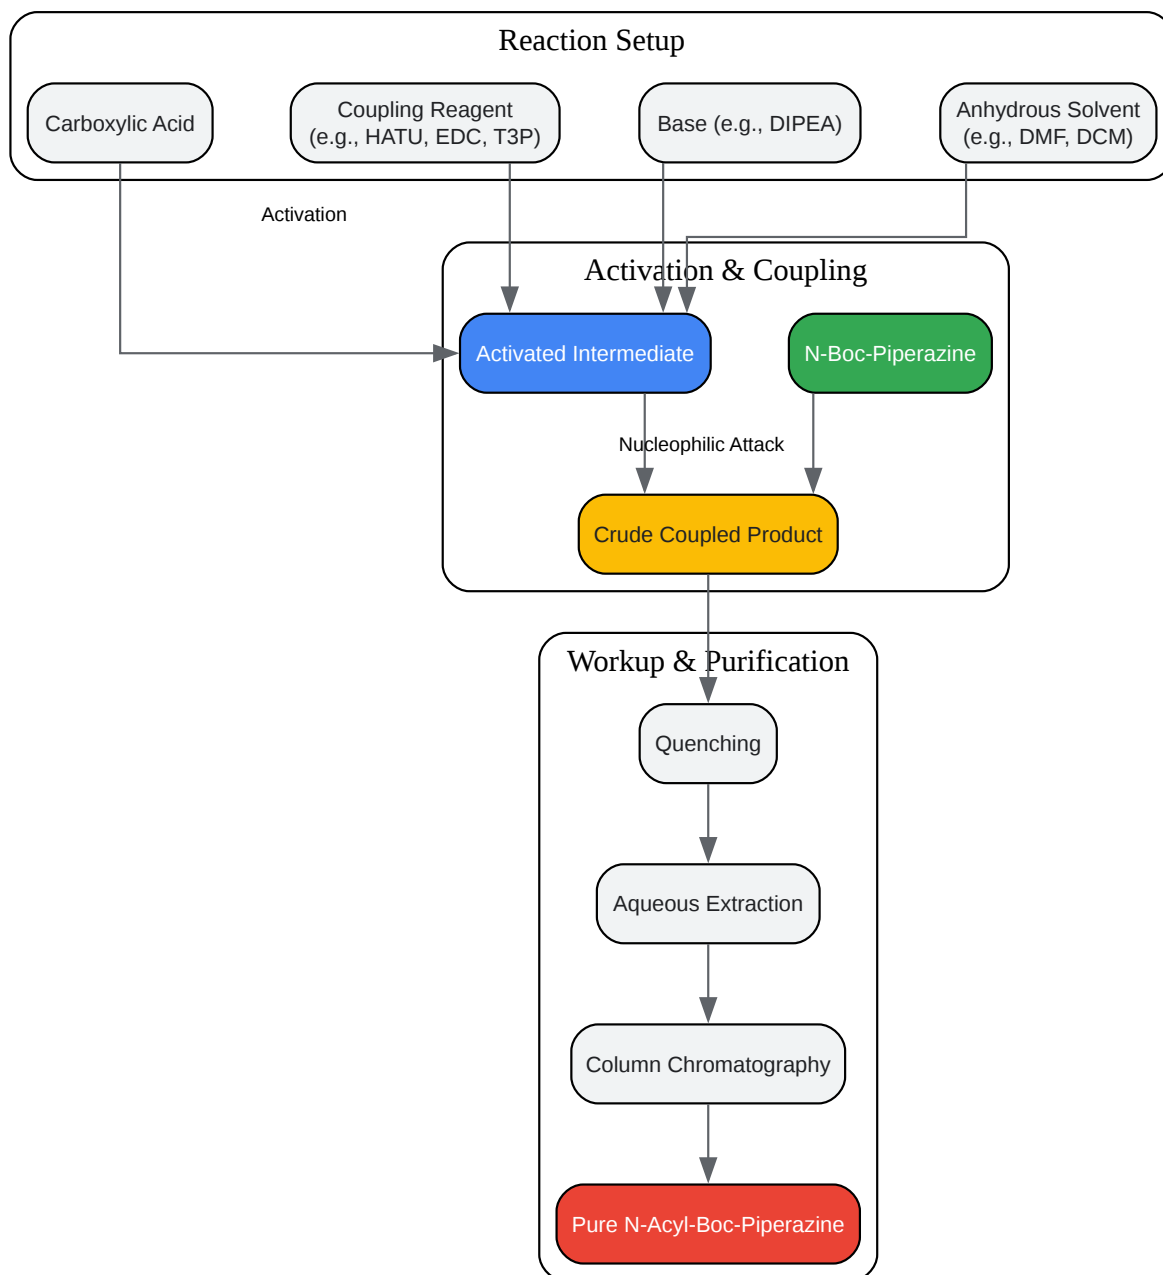 Reaction Setup
Carboxylic Acid
Coupling Reagent
(e.g., HATU, EDC, T3P)
Base (e.g., DIPEA)
Anhydrous Solvent
(e.g., DMF, DCM)
Activation
Activation & Coupling
Activated Intermediate
N-Boc-Piperazine
Nucleophilic Attack
Crude Coupled Product
Workup & Purification
Quenching
Aqueous Extraction
Column Chromatography
Pure N-Acyl-Boc-Piperazine